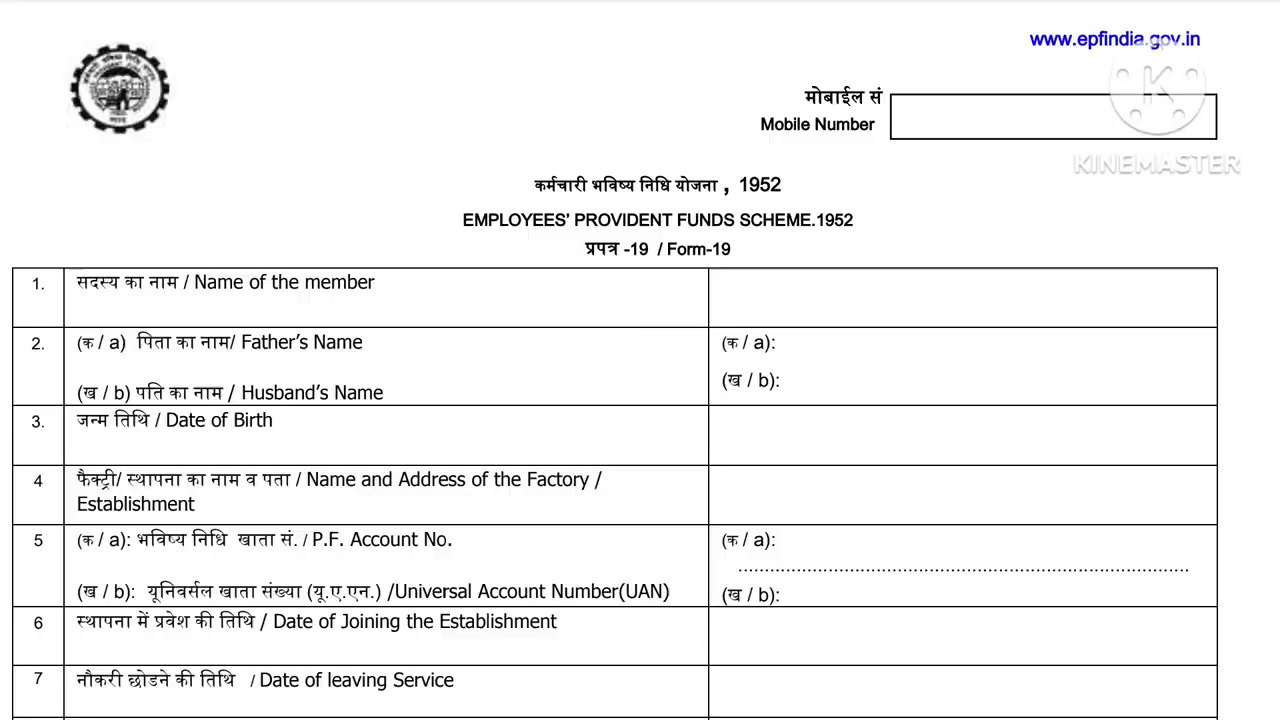 www.epfindia.gov.in
मोबाईल सं
Mobile Number
KINEMASTER
कर्मचारी भविष्य निधि योजना , 1952
EMPLOYEES’ PROVIDENT FUNDS SCHEME.1952
प्रपत्र -19 / Form-19
1. सदस्य का नाम / Name of the member
2. (क / a) पिता का नाम/ Father’s Name (क / a):
(ख / b) पति का नाम / Husband’s Name (ख / b):
3. जन्म तिथि / Date of Birth
4 फैक्ट्री/ स्थापना का नाम व पता / Name and Address of the Factory /
Establishment
5 (क / a): भविष्य निधि खाता सं. / P.F. Account No. (क / a):
.....................................................................................
(ख / b): यूनिवर्सल खाता संख्या (यू.ए.एन.) /Universal Account Number(UAN) (ख / b):
6 स्थापना में प्रवेश की तिथि / Date of Joining the Establishment
7 नौकरी छोडने की तिथि / Date of leaving Service